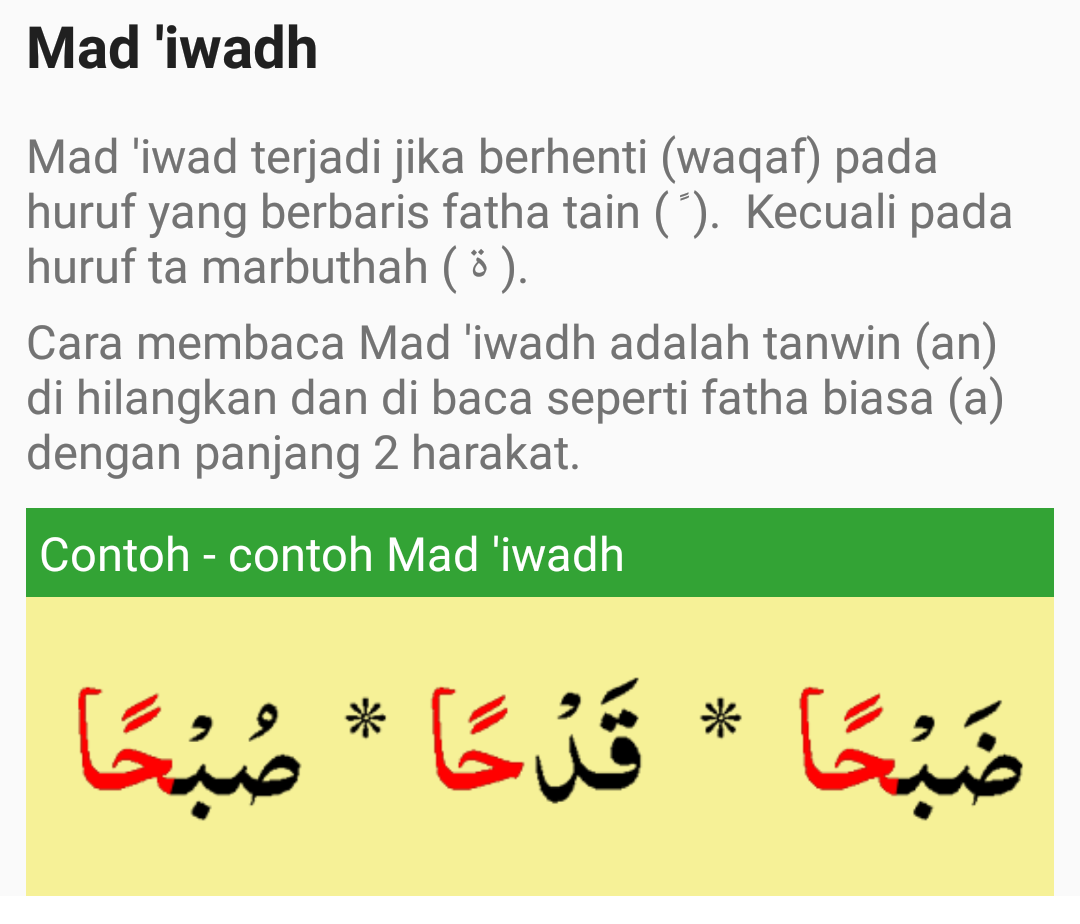 Mad 'iwadh
Mad 'iwad terjadi jika berhenti (waqaf) pada
huruf yang berbaris fatha tain ( ً ).  Kecuali pada
huruf ta marbuthah ( ة ).
Cara membaca Mad 'iwadh adalah tanwin (an)
di hilangkan dan di baca seperti fatha biasa (a)
dengan panjang 2 harakat.
Contoh - contoh Mad 'iwadh
ضَبْحًا * قَدْحًا * صُبْحًا